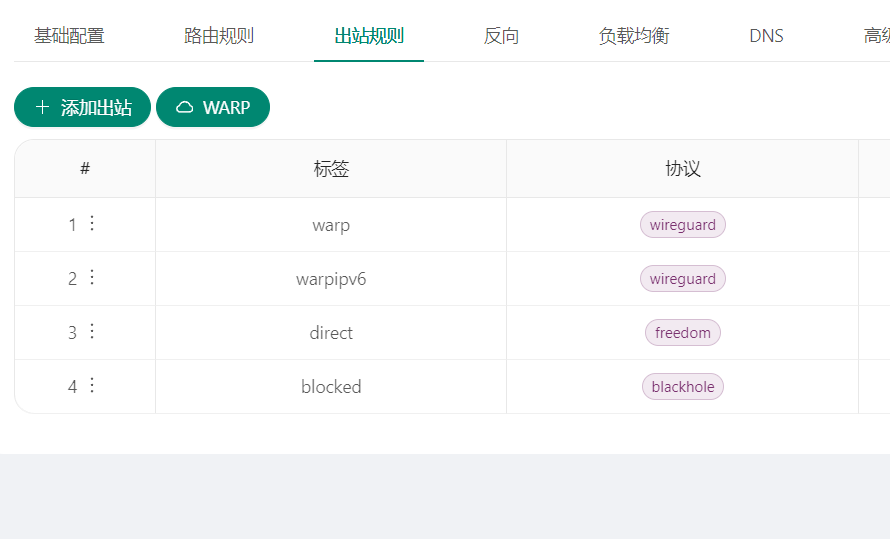 基础配置 路由规则 出站规则 反向 负载均衡 DNS 高级
添加出站 WARP
# 标签 协议
1 warp wireguard
2 warpipv6 wireguard
3 direct freedom
4 blocked blackhole